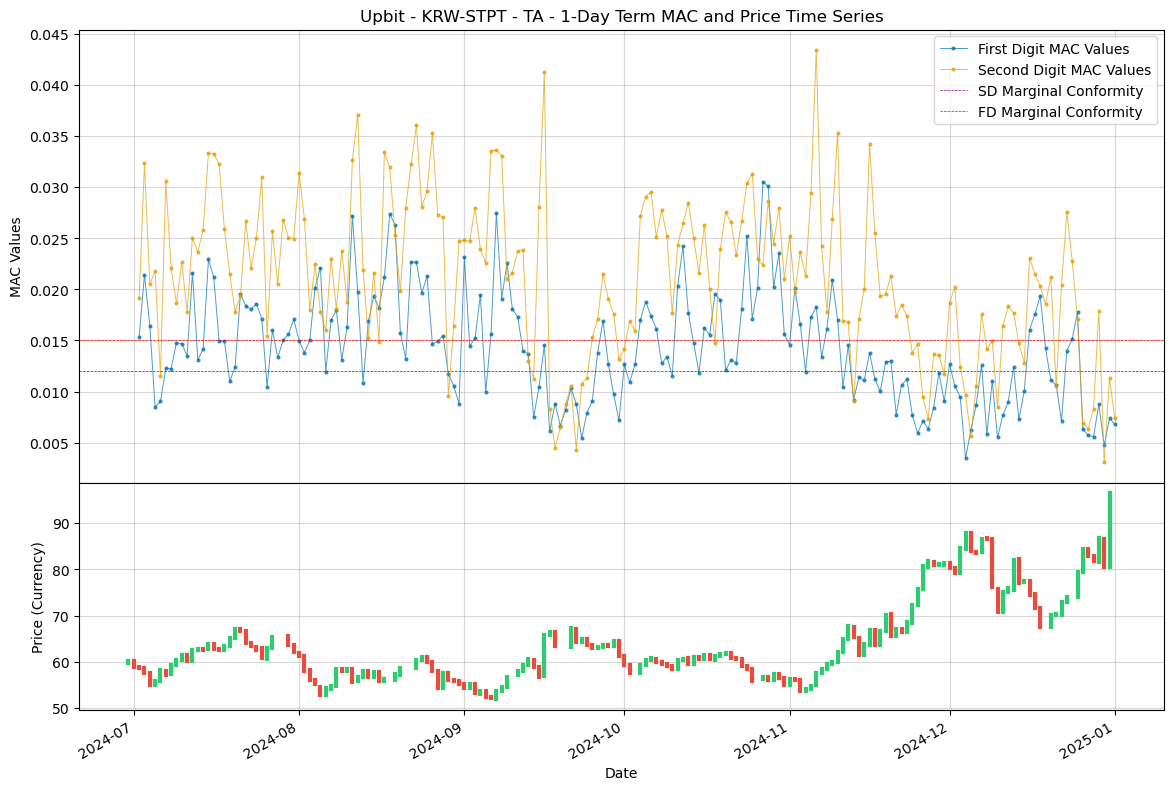 Upbit - KRW-STPT - TA - 1-Day Term MAC and Price Time Series
0.045
0.040
0.035
0.030
0.025
0.020
0.015
0.010
0.005
MAC Values
First Digit MAC Values
Second Digit MAC Values
SD Marginal Conformity
FD Marginal Conformity
90
80
70
60
50
Price (Currency)
2024-07
2024-08
2024-09
2024-10
2024-11
2024-12
2025-01
Date